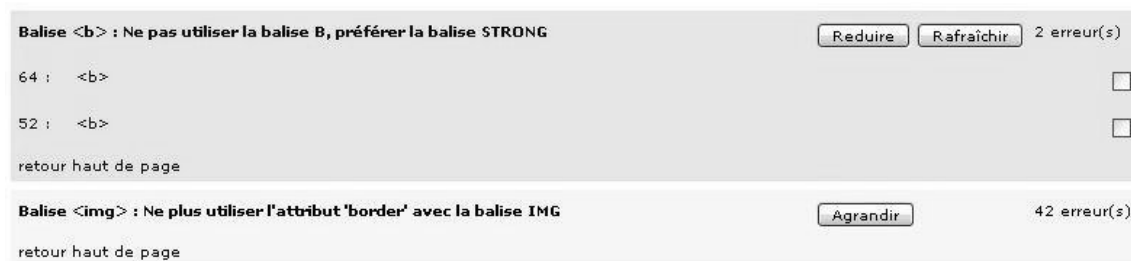 Balise <b> : Ne pas utiliser la balise B, préférer la balise STRONG Reduire Rafraîchir 2 erreur(s)
64 : <b>
52 : <b>
retour haut de page
Balise <img> : Ne plus utiliser l'attribut 'border' avec la balise IMG Agrandir 42 erreur(s)
retour haut de page